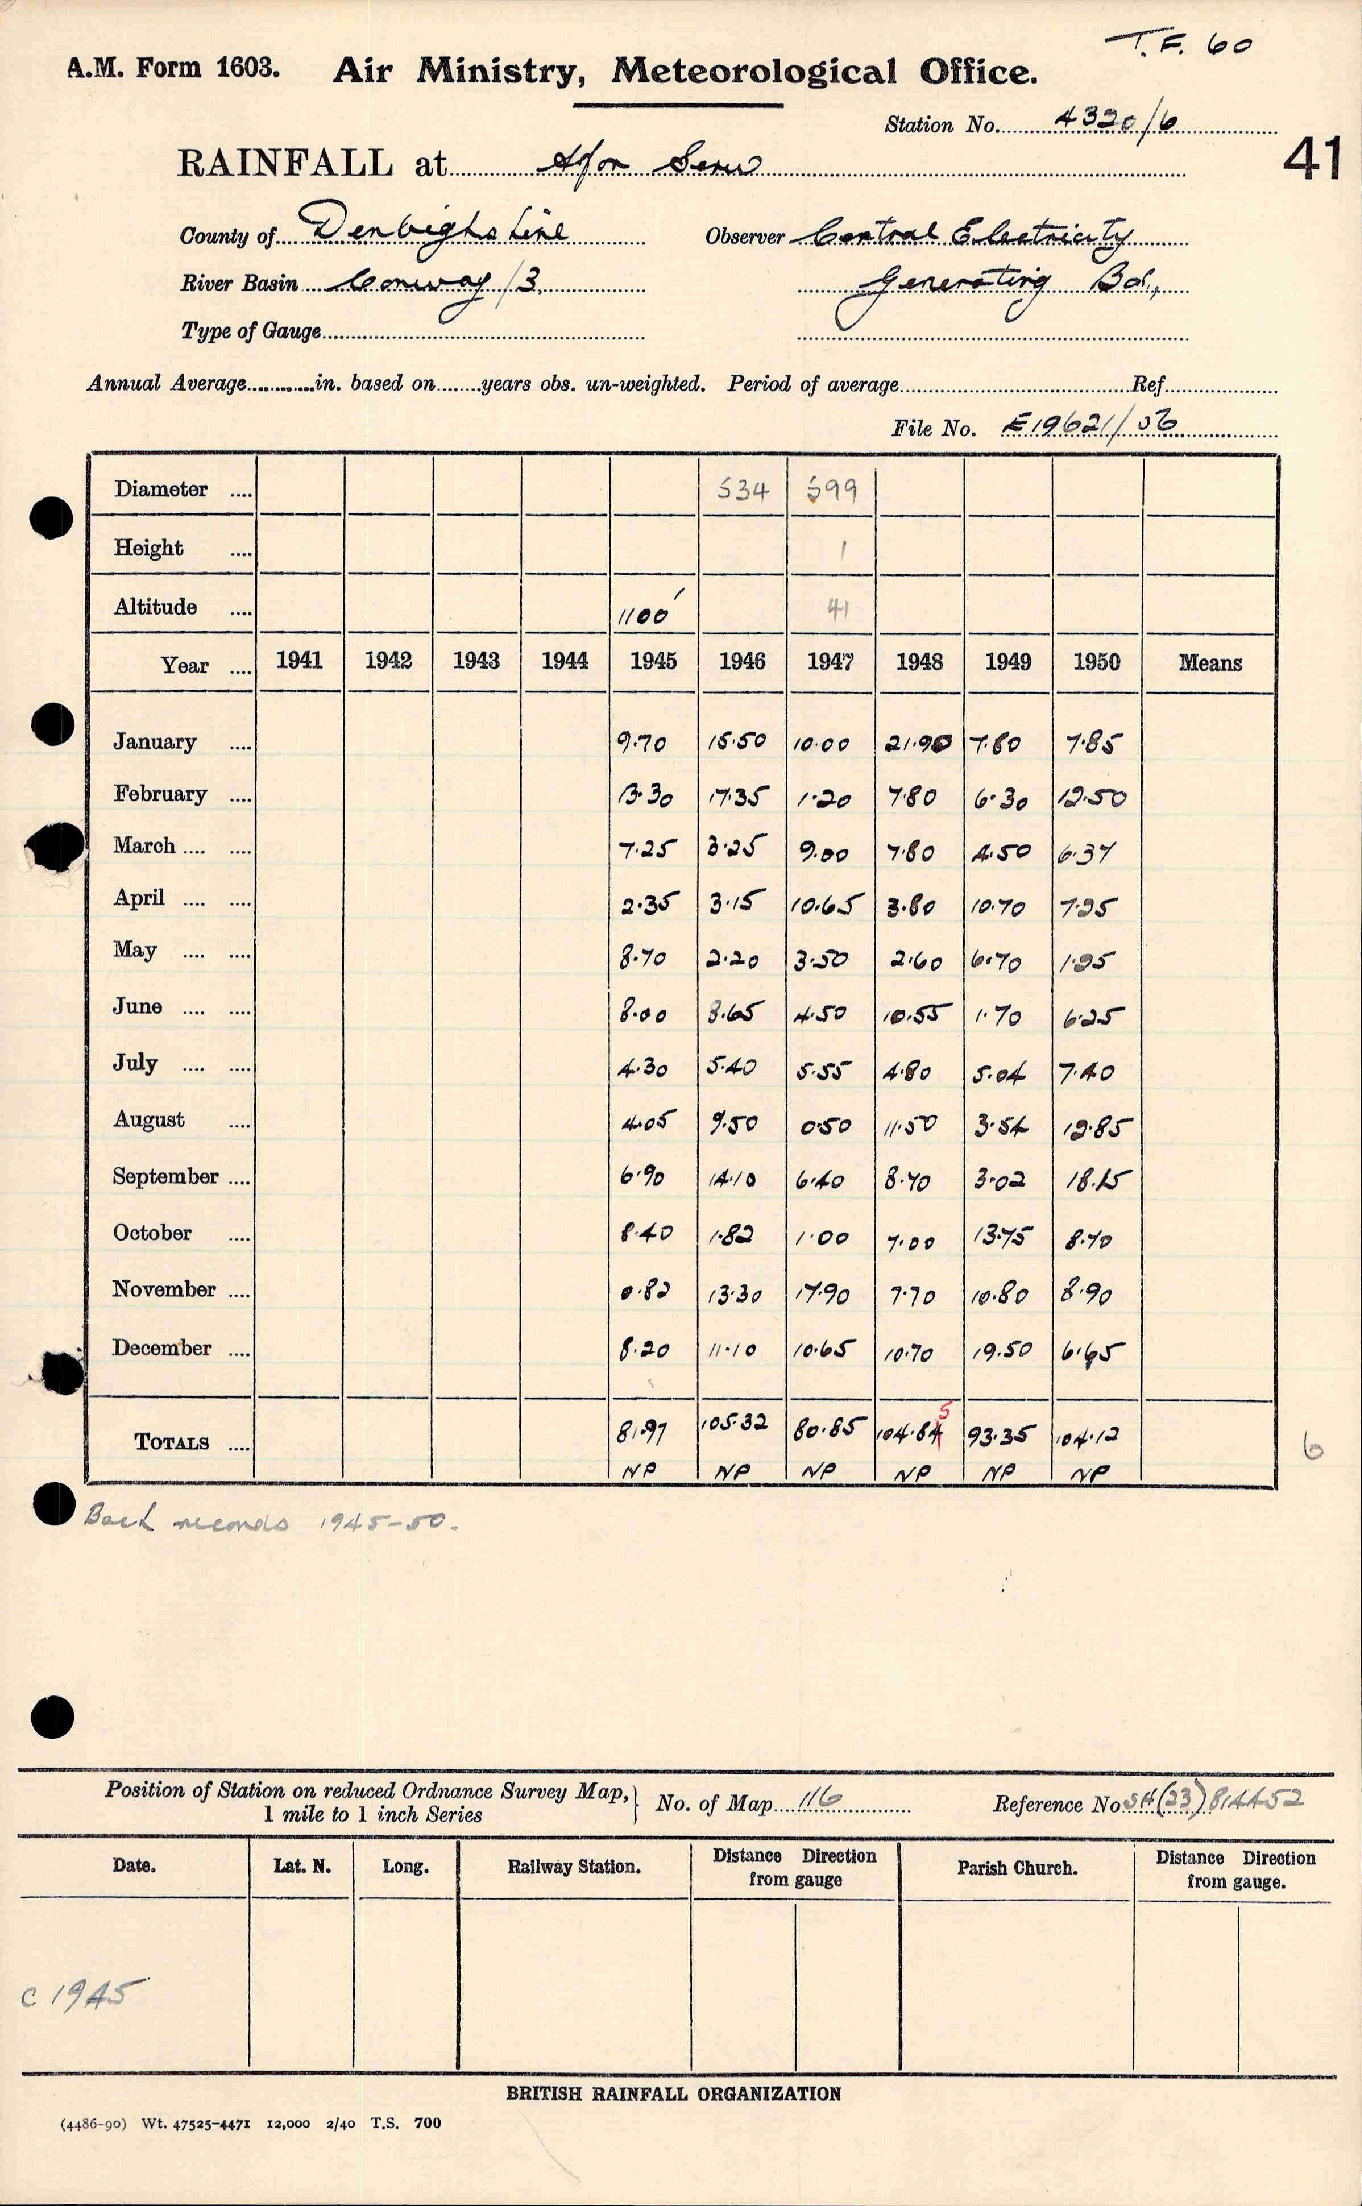 T.F. 60
A.M. Form 1603. Air Ministry, Meteorological Office.
Station No. 4320/6
41
RAINFALL at Afon Serw
County of Denbighshire Observer Central Electricity
River Basin Conway /3. Generating Bd.,
Type of Gauge
Annual Average in. based on years obs. un-weighted. Period of average Ref.
File No. E19621/56
Diameter .... 534 599
Height .... 1
Altitude .... 1100' 41
Year .... 1941 1942 1943 1944 1945 1946 1947 1948 1949 1950 Means
January .... 9.70 15.50 10.00 21.90 7.80 7.85
February .... 13.30 17.35 1.20 7.80 6.30 12.50
March .... .... 7.25 3.25 9.00 7.80 4.50 6.37
April .... .... 2.35 3.15 10.65 3.80 10.70 7.25
May .... .... 8.70 2.20 3.50 2.60 6.70 1.25
June .... .... 8.00 8.65 4.50 10.55 1.70 6.25
July .... .... 4.30 5.40 5.55 4.80 5.04 7.40
August .... 4.05 9.50 0.50 11.50 3.54 12.85
September .... 6.90 14.10 6.40 8.70 3.02 18.15
October .... 8.40 1.82 1.00 7.00 13.75 8.70
November .... 0.82 13.30 17.90 7.70 10.80 8.90
December .... 8.20 11.10 10.65 10.70 19.50 6.65
5
TOTALS .... 81.97 105.32 80.85 104.84 93.35 104.12
6
NP NP NP NP NP NP
Back records 1945-50.
Position of Station on reduced Ordnance Survey Map, 1 mile to 1 inch Series } No. of Map 116 Reference No SH(23)814452
Date. Lat. N. Long. Railway Station. Distance Direction from gauge Parish Church. Distance Direction from gauge.
c 1945
BRITISH RAINFALL ORGANIZATION
(4486-90) Wt. 47525-4471 12,000 2/40 T.S. 700